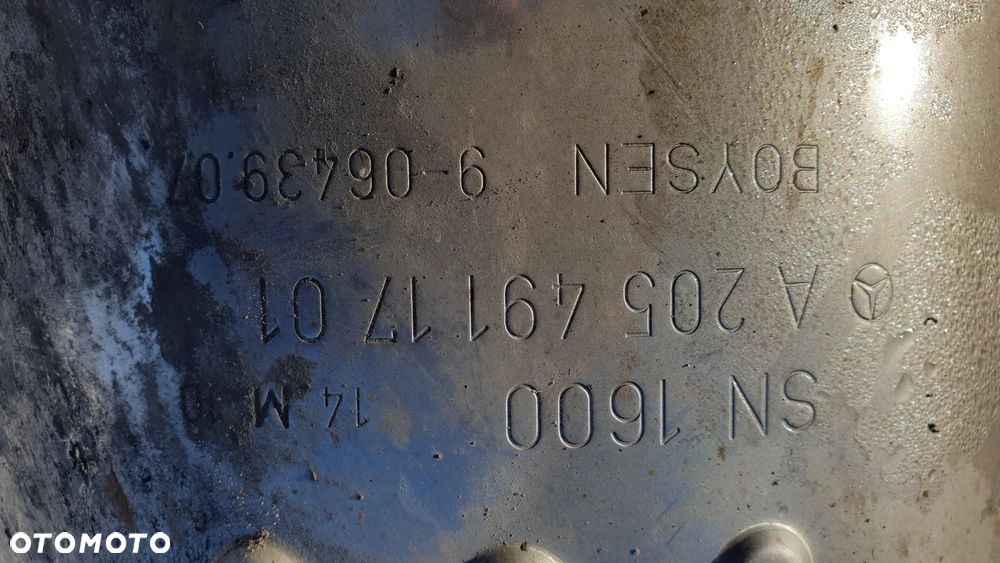 SN 1600 14 M
A 205 491 17 01
BOYSEN 9-06439.07
OTOMOTO